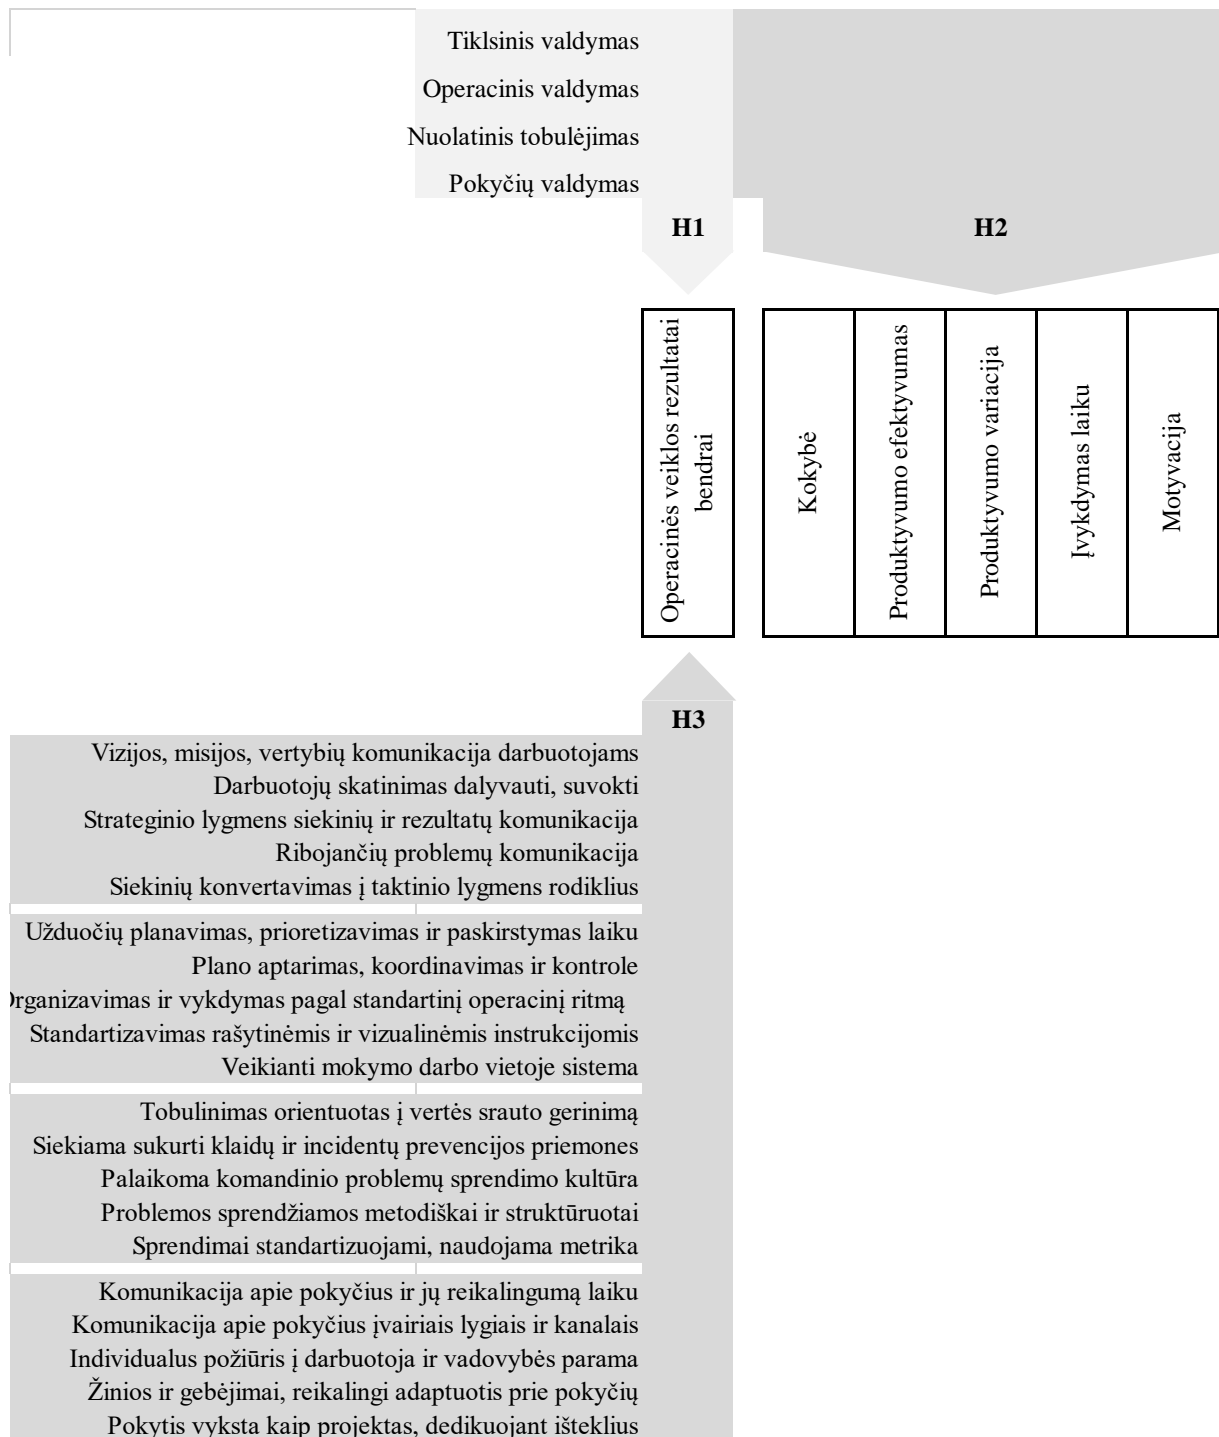 Tiklsinis valdymas
Operacinis valdymas
Nuolatinis tobulėjimas
Pokyčių valdymas
H1
H2
Operacinės veiklos rezultatai
bendrai
Kokybė
Produktyvumo efektyvumas
Produktyvumo variacija
Įvykdymas laiku
Motyvacija
H3
Vizijos, misijos, vertybių komunikacija darbuotojams
Darbuotojų skatinimas dalyvauti, suvokti
Strateginio lygmens siekinių ir rezultatų komunikacija
Ribojančių problemų komunikacija
Siekinių konvertavimas į taktinio lygmens rodiklius
Užduočių planavimas, prioretizavimas ir paskirstymas laiku
Plano aptarimas, koordinavimas ir kontrole
Organizavimas ir vykdymas pagal standartinį operacinį ritmą
Standartizavimas rašytinėmis ir vizualinėmis instrukcijomis
Veikianti mokymo darbo vietoje sistema
Tobulinimas orientuotas į vertės srauto gerinimą
Siekiama sukurti klaidų ir incidentų prevencijos priemones
Palaikoma komandinio problemų sprendimo kultūra
Problemos sprendžiamos metodiškai ir struktūruotai
Sprendimai standartizuojami, naudojama metrika
Komunikacija apie pokyčius ir jų reikalingumą laiku
Komunikacija apie pokyčius įvairiais lygiais ir kanalais
Individualus požiūris į darbuotoja ir vadovybės parama
Žinios ir gebėjimai, reikalingi adaptuotis prie pokyčių
Pokytis vyksta kaip projektas, dedikuojant išteklius